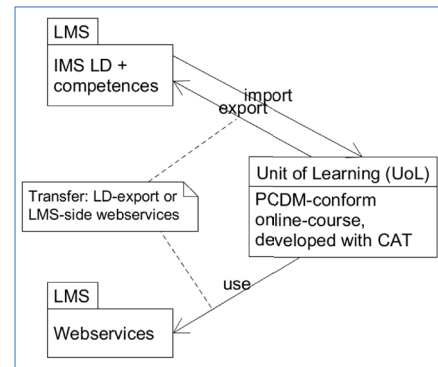 LMS
IMS LD +
competences
import
export
Unit of Learning (UoL)
PCDM-conform
online-course,
developed with CAT
Transfer: LD-export or
LMS-side webservices
use
LMS
Webservices